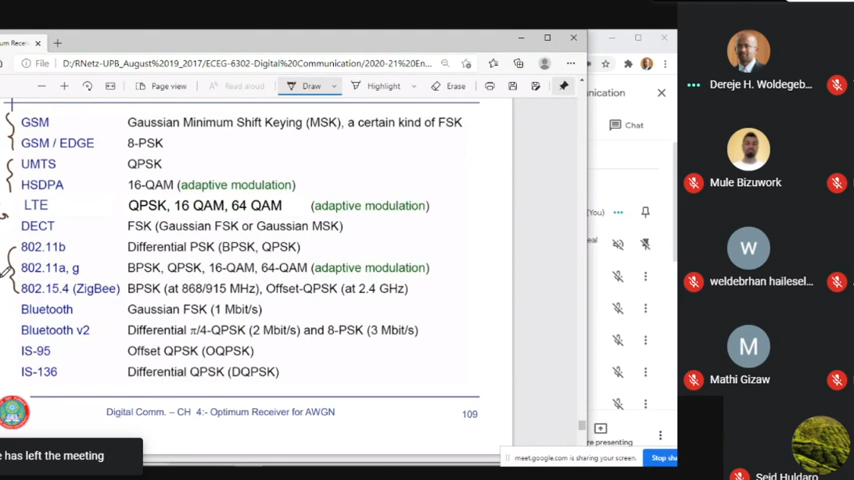 um Recei
File
D:/RNetz-UPB_August%2019_2017/ECEG-6302-Digital%20Communication/2020-21%20En...
Page view
Read aloud
Draw
Highlight
Erase
GSM Gaussian Minimum Shift Keying (MSK), a certain kind of FSK
GSM / EDGE 8-PSK
UMTS QPSK
HSDPA 16-QAM (adaptive modulation)
LTE QPSK, 16 QAM, 64 QAM (adaptive modulation)
DECT FSK (Gaussian FSK or Gaussian MSK)
802.11b Differential PSK (BPSK, QPSK)
802.11a, g BPSK, QPSK, 16-QAM, 64-QAM (adaptive modulation)
802.15.4 (ZigBee) BPSK (at 868/915 MHz), Offset-QPSK (at 2.4 GHz)
Bluetooth Gaussian FSK (1 Mbit/s)
Bluetooth v2 Differential π/4-QPSK (2 Mbit/s) and 8-PSK (3 Mbit/s)
IS-95 Offset QPSK (OQPSK)
IS-136 Differential QPSK (DQPSK)
Digital Comm. – CH 4:- Optimum Receiver for AWGN 109
e has left the meeting
nication
Chat
(You)
eal
re presenting
meet.google.com is sharing your screen.
Stop sha
Dereje H. Woldegeb...
Mule Bizuwork
W
weldebrhan hailesel...
M
Mathi Gizaw
Seid Huldaro